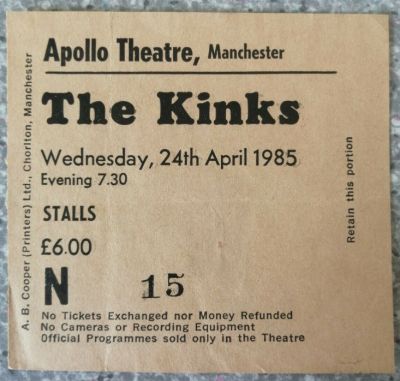 Apollo Theatre, Manchester
The Kinks
Wednesday, 24th April 1985
Evening 7.30
STALLS
£6.00
N 15
No Tickets Exchanged nor Money Refunded
No Cameras or Recording Equipment
Official Programmes sold only in the Theatre
A. B. Cooper (Printers) Ltd., Chorlton, Manchester
Retain this portion